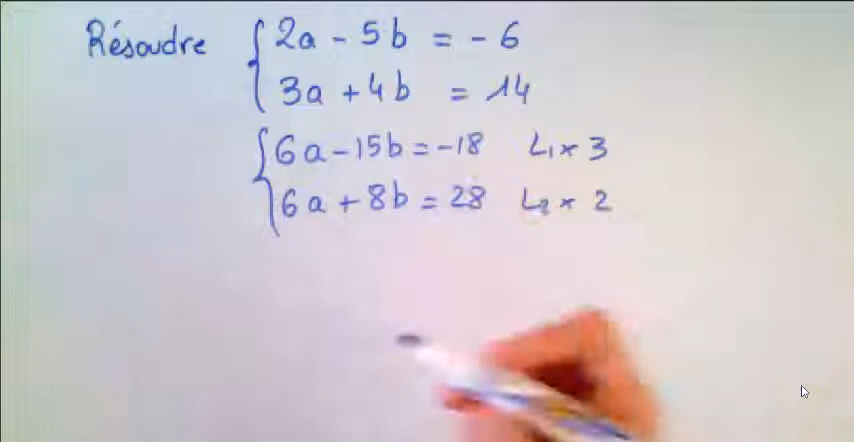 Résoudre { 2a - 5b = - 6
3a + 4b = 14
{ 6a - 15b = -18 L₁ × 3
6a + 8b = 28 L₂ × 2